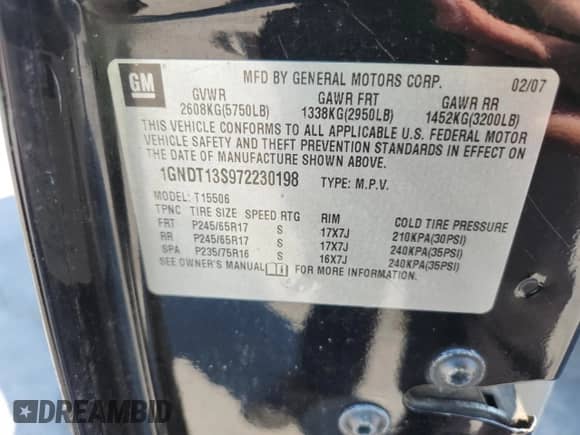 GM
MFD BY GENERAL MOTORS CORP.
02/07
GVWR GAWR FRT GAWR RR
2608KG(5750LB) 1338KG(2950LB) 1452KG(3200LB)
THIS VEHICLE CONFORMS TO ALL APPLICABLE U.S. FEDERAL MOTOR
VEHICLE SAFETY AND THEFT PREVENTION STANDARDS IN EFFECT ON
THE DATE OF MANUFACTURE SHOWN ABOVE.
1GNDT13S972230198 TYPE: M.P.V.
MODEL: T15506
TPNC TIRE SIZE SPEED RTG RIM COLD TIRE PRESSURE
FRT P245/65R17 S 17X7J 210KPA(30PSI)
RR P245/65R17 S 17X7J 240KPA(35PSI)
SPA P235/75R16 S 16X7J 240KPA(35PSI)
SEE OWNER'S MANUAL FOR MORE INFORMATION.
DREAMBID